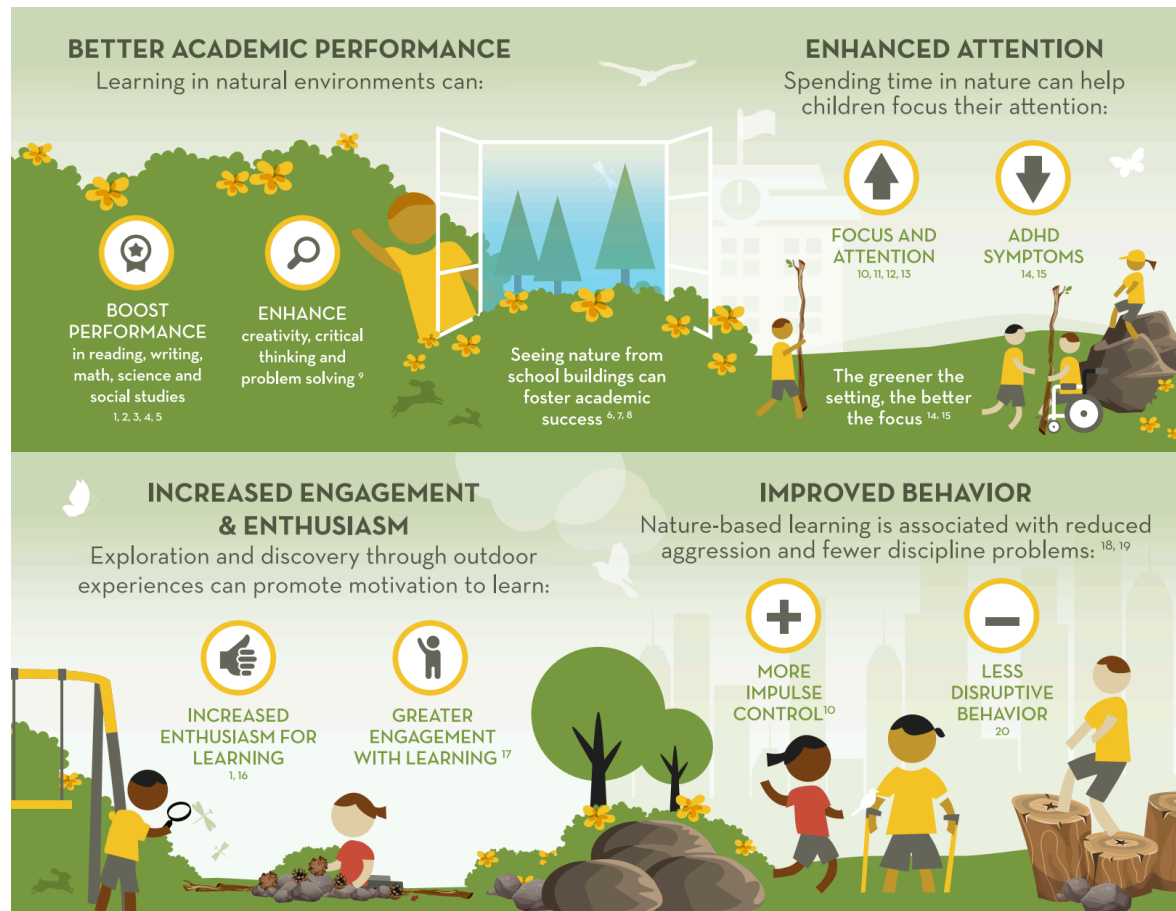 BETTER ACADEMIC PERFORMANCE
Learning in natural environments can:
BOOST
PERFORMANCE
in reading, writing,
math, science and
social studies
1, 2, 3, 4, 5
ENHANCE
creativity, critical
thinking and
problem solving 9
Seeing nature from
school buildings can
foster academic
success 6, 7, 8
ENHANCED ATTENTION
Spending time in nature can help
children focus their attention:
FOCUS AND
ATTENTION
10, 11, 12, 13
ADHD
SYMPTOMS
14, 15
The greener the
setting, the better
the focus 14, 15
INCREASED ENGAGEMENT
& ENTHUSIASM
Exploration and discovery through outdoor
experiences can promote motivation to learn:
INCREASED
ENTHUSIASM FOR
LEARNING
1, 16
GREATER
ENGAGEMENT
WITH LEARNING 17
IMPROVED BEHAVIOR
Nature-based learning is associated with reduced
aggression and fewer discipline problems: 18, 19
MORE
IMPULSE
CONTROL10
LESS
DISRUPTIVE
BEHAVIOR
20